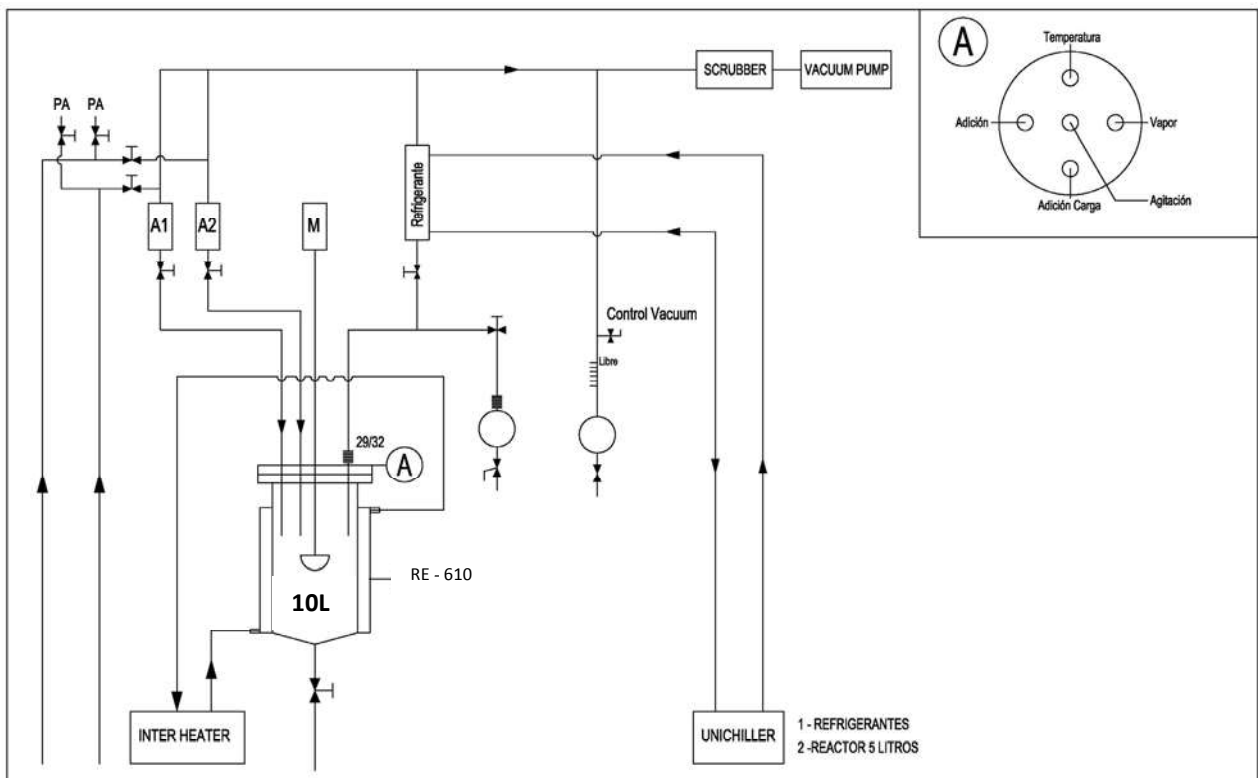 A
Temperatura
Adición
Vapor
Adición Carga
Agitación
SCRUBBER
VACUUM PUMP
PA
PA
A1
A2
M
Refrigerante
Control Vacuum
Libre
29/32
A
RE - 610
10L
INTER HEATER
UNICHILLER
1 - REFRIGERANTES
2 -REACTOR 5 LITROS